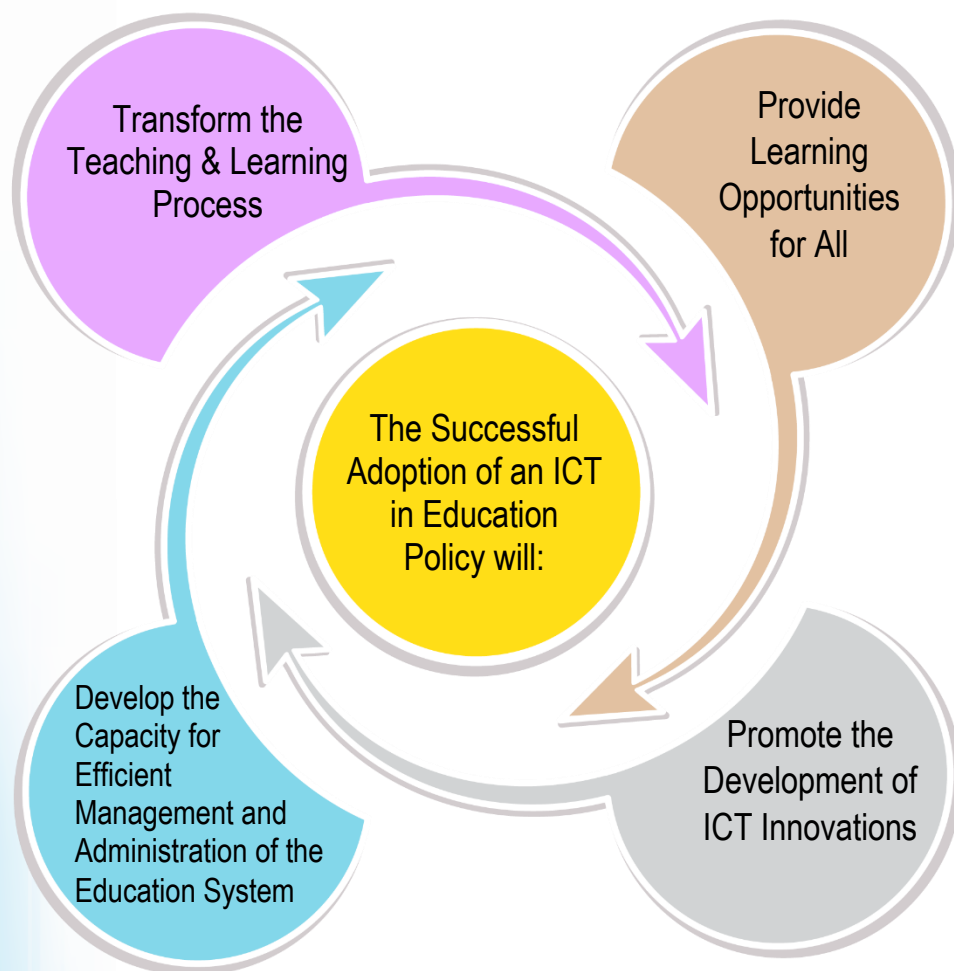 Transform the
Teaching & Learning
Process
Provide
Learning
Opportunities
for All
The Successful
Adoption of an ICT
in Education
Policy will:
Develop the
Capacity for
Efficient
Management and
Administration of the
Education System
Promote the
Development of
ICT Innovations